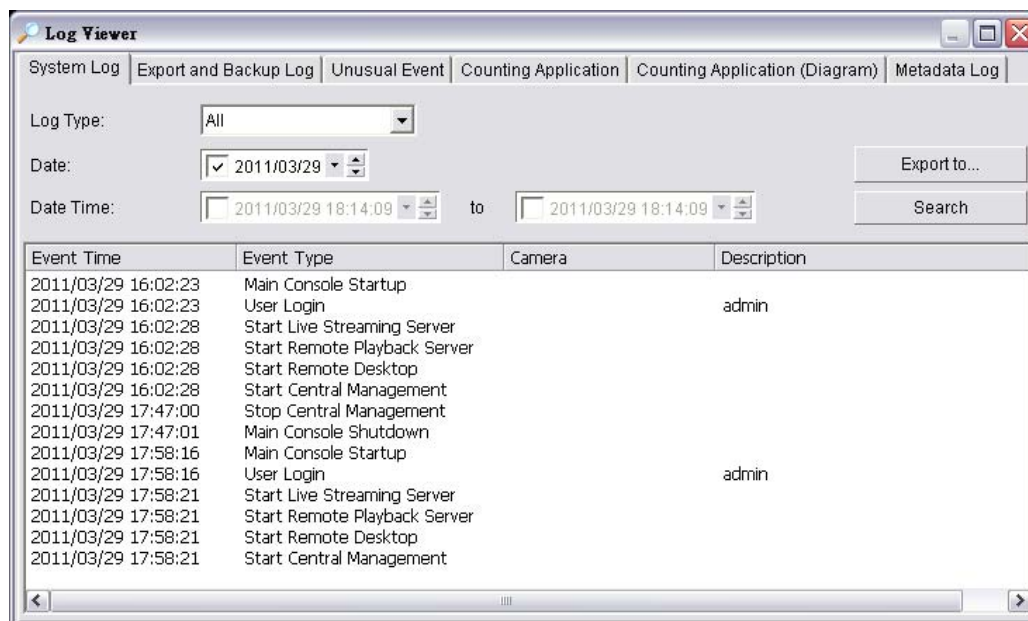 Log Viewer
System Log Export and Backup Log Unusual Event Counting Application Counting Application (Diagram) Metadata Log
Log Type: All
Date: 2011/03/29 Export to...
Date Time: 2011/03/29 18:14:09 to 2011/03/29 18:14:09 Search
Event Time Event Type Camera Description
2011/03/29 16:02:23 Main Console Startup
2011/03/29 16:02:23 User Login admin
2011/03/29 16:02:28 Start Live Streaming Server
2011/03/29 16:02:28 Start Remote Playback Server
2011/03/29 16:02:28 Start Remote Desktop
2011/03/29 16:02:28 Start Central Management
2011/03/29 17:47:00 Stop Central Management
2011/03/29 17:47:01 Main Console Shutdown
2011/03/29 17:58:16 Main Console Startup
2011/03/29 17:58:16 User Login admin
2011/03/29 17:58:21 Start Live Streaming Server
2011/03/29 17:58:21 Start Remote Playback Server
2011/03/29 17:58:21 Start Remote Desktop
2011/03/29 17:58:21 Start Central Management